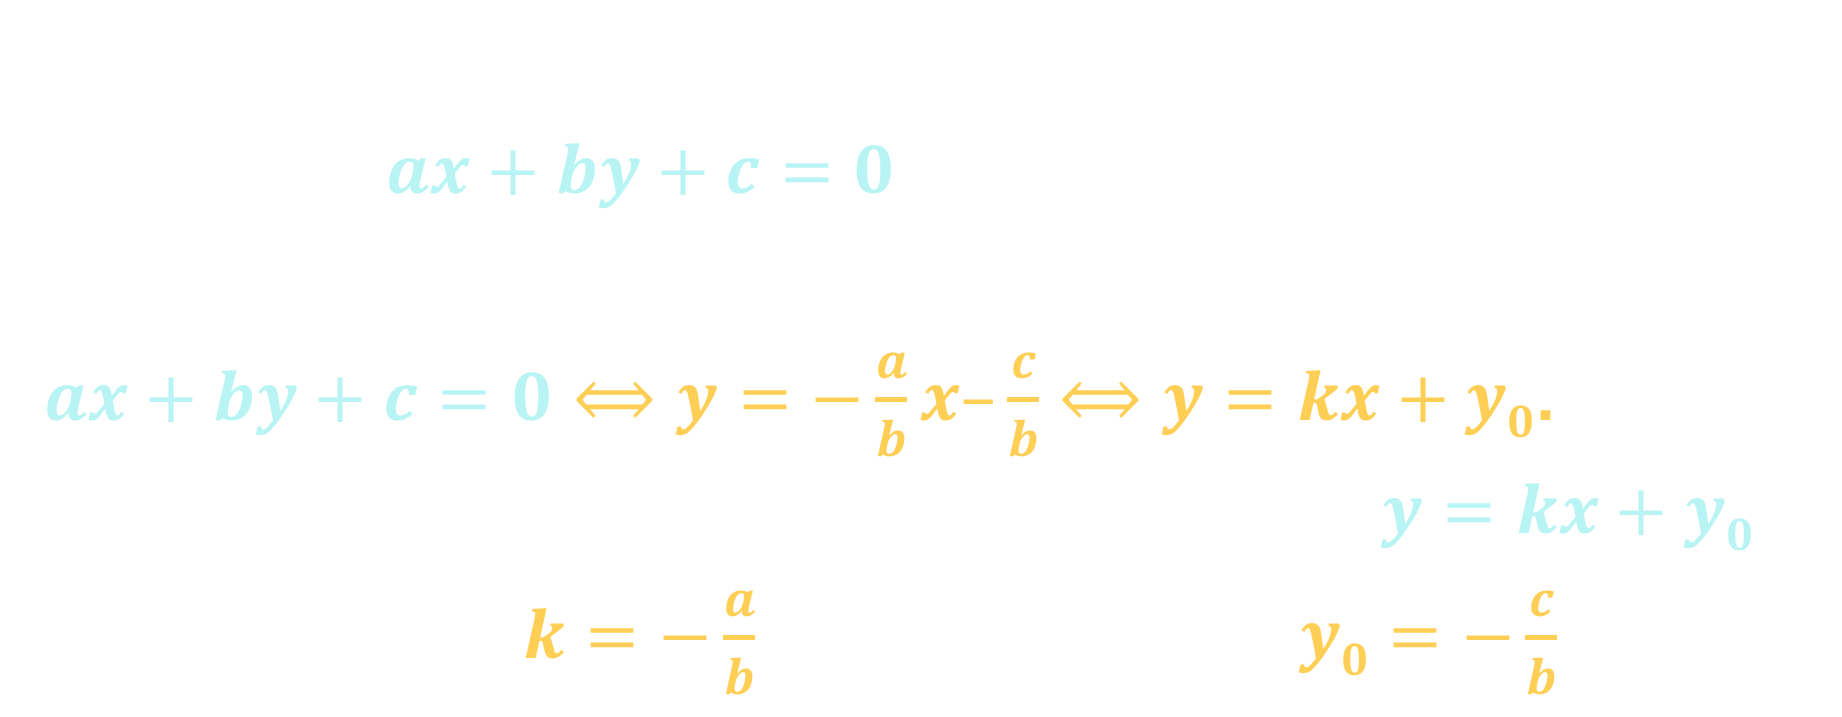 ax + by + c = 0
ax + by + c = 0 ⟺ y = −a/b x– c/b ⟺ y = kx + y₀.
y = kx + y₀
k = −a/b y₀ = −c/b